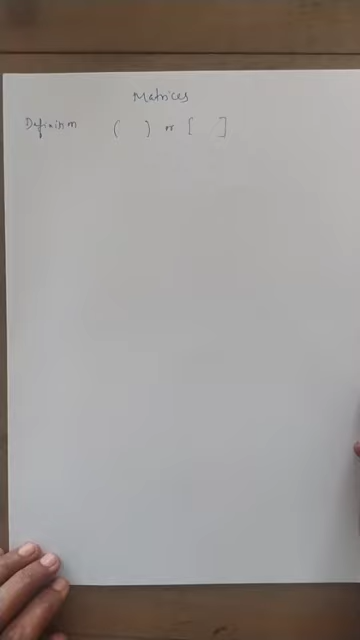 Matrices
Definition ( ) or [ ]